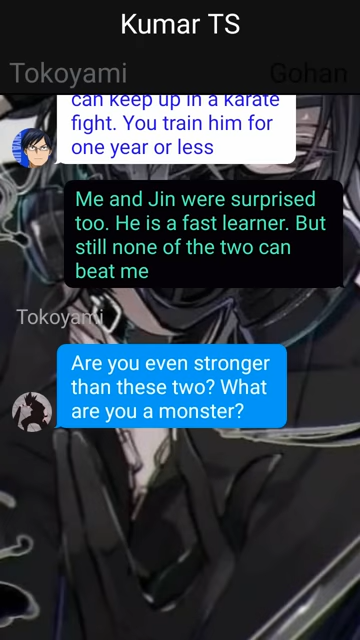 Kumar TS
Tokoyami
Gohan
can keep up in a karate
fight. You train him for
one year or less
Me and Jin were surprised
too. He is a fast learner. But
still none of the two can
beat me
Tokoyami
Are you even stronger
than these two? What
are you a monster?